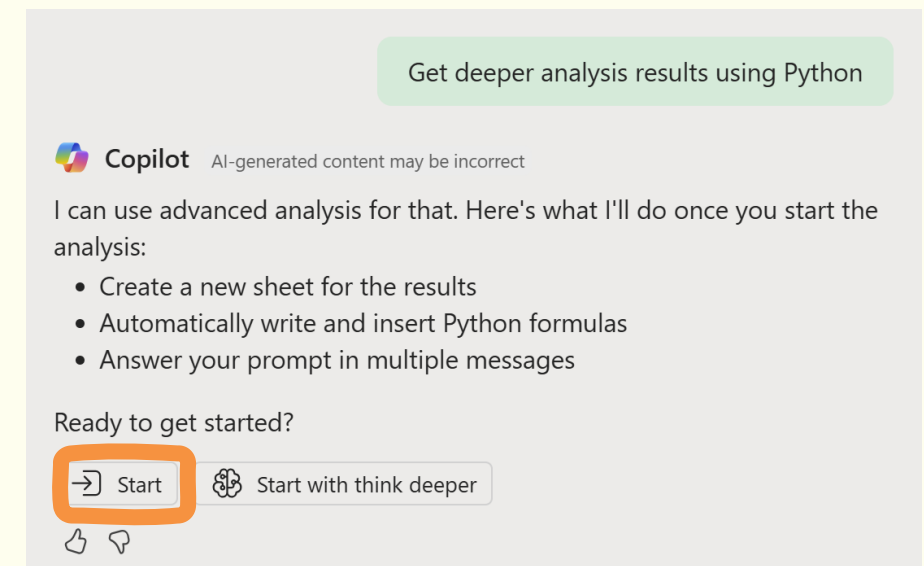 Get deeper analysis results using Python
Copilot AI-generated content may be incorrect
I can use advanced analysis for that. Here's what I'll do once you start the
analysis:
• Create a new sheet for the results
• Automatically write and insert Python formulas
• Answer your prompt in multiple messages
Ready to get started?
Start Start with think deeper